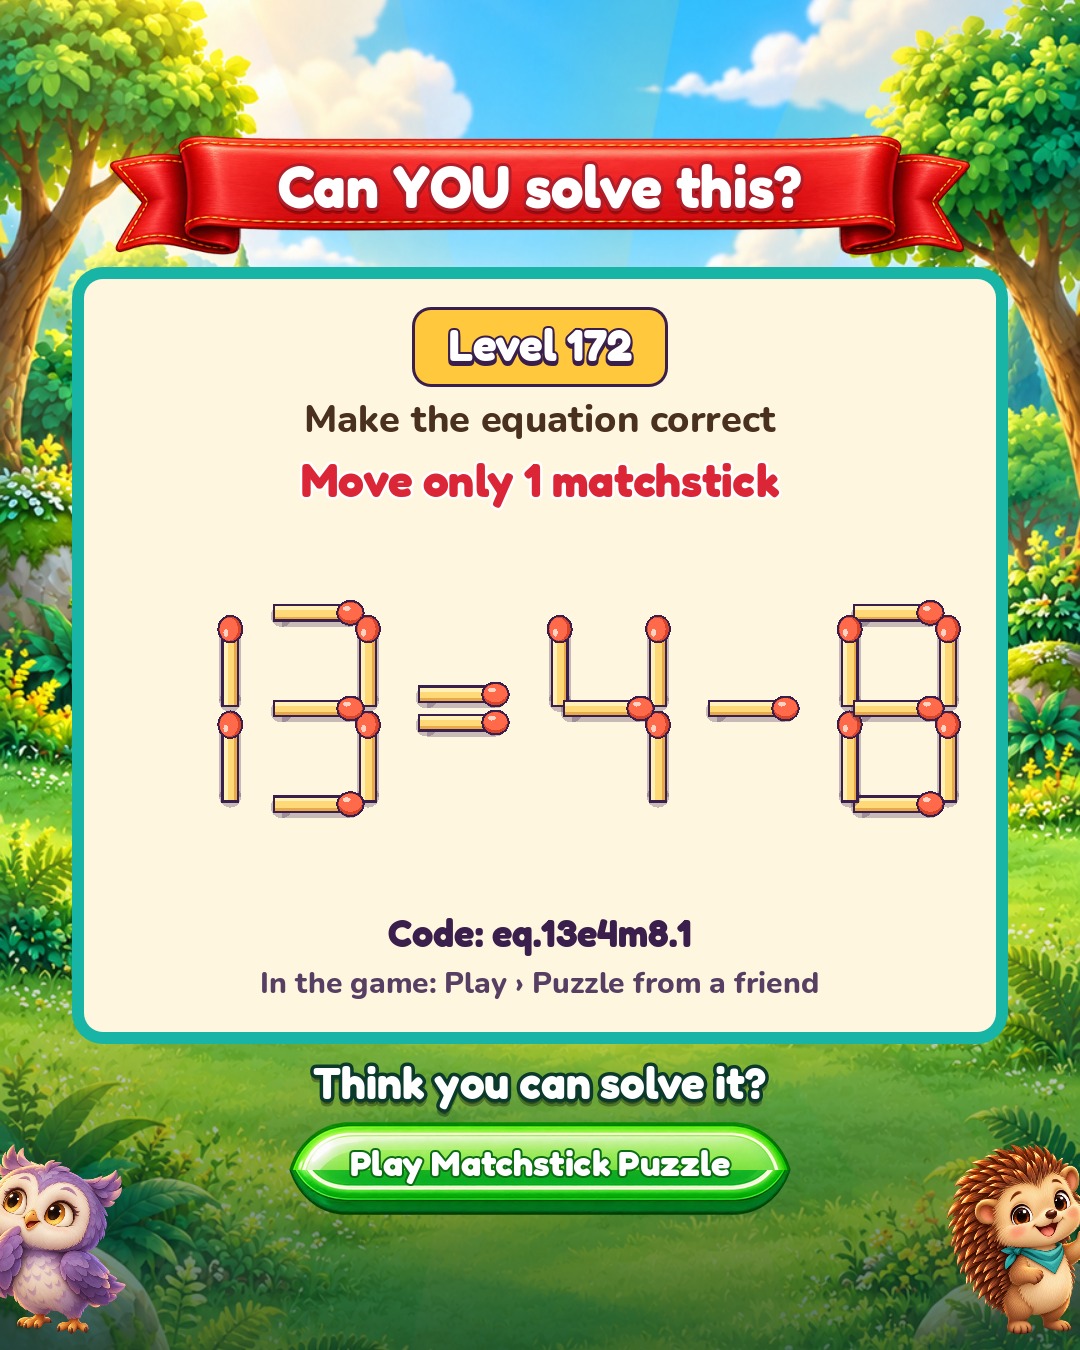 Can YOU solve this?
Level 172
Make the equation correct
Move only 1 matchstick
13=4-8
Code: eq.13e4m8.1
In the game: Play › Puzzle from a friend
Think you can solve it?
Play Matchstick Puzzle